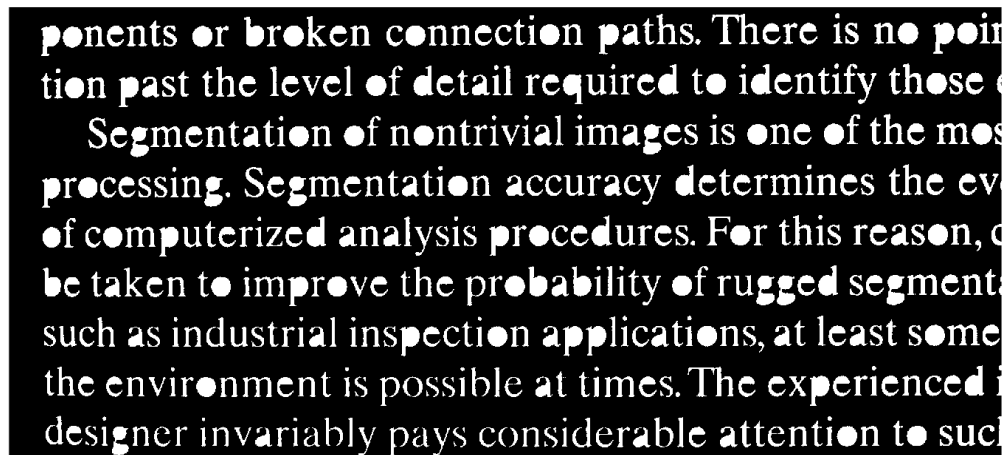 ponents or broken connection paths. There is no poin
tion past the level of detail required to identify those
Segmentation of nontrivial images is one of the mos
processing. Segmentation accuracy determines the ev
of computerized analysis procedures. For this reason, c
be taken to improve the probability of rugged segmenta
such as industrial inspection applications, at least some
the environment is possible at times. The experienced i
designer invariably pays considerable attention to such